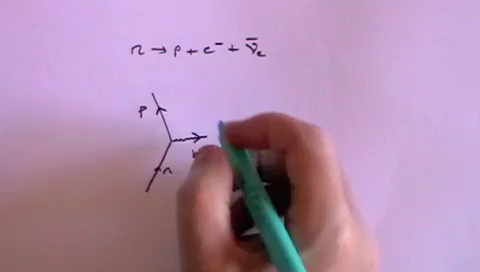 n → p + e⁻ + ν̄ₑ
p
n